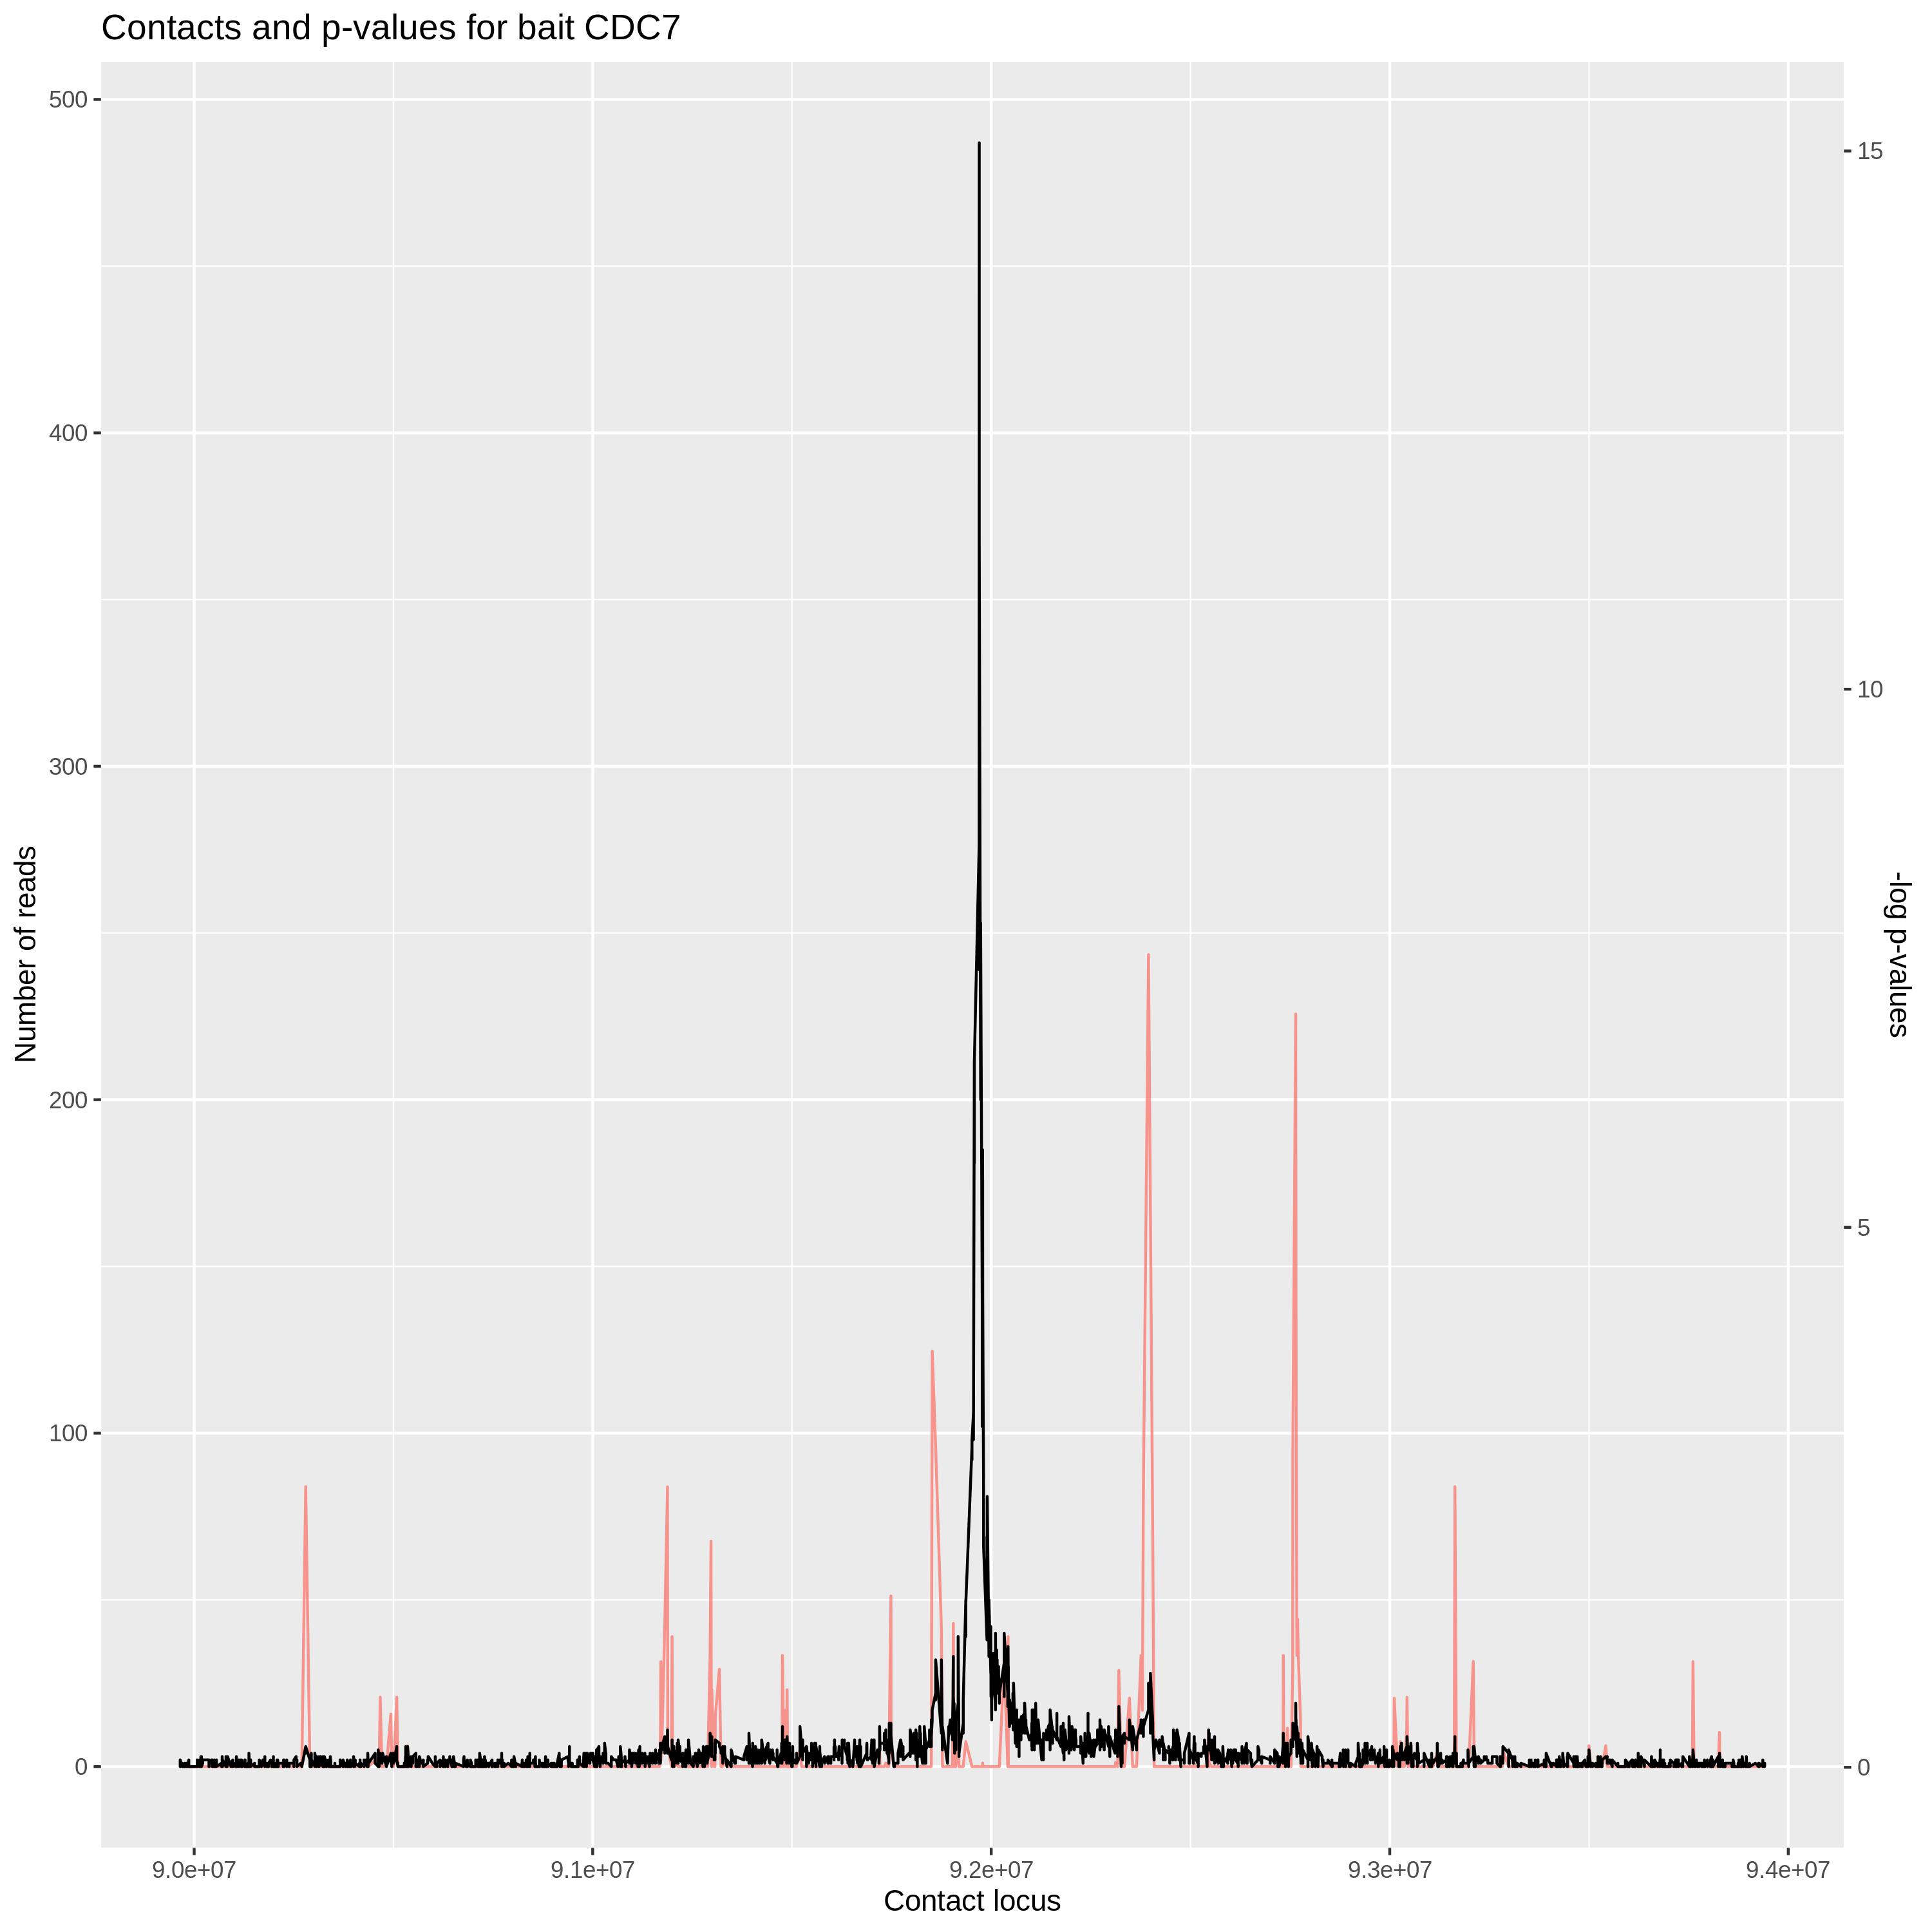 Contacts and p-values for bait CDC7
500
400
300
200
100
0
Number of reads
15
10
5
0
-log p-values
9.0e+07
9.1e+07
9.2e+07
9.3e+07
9.4e+07
Contact locus